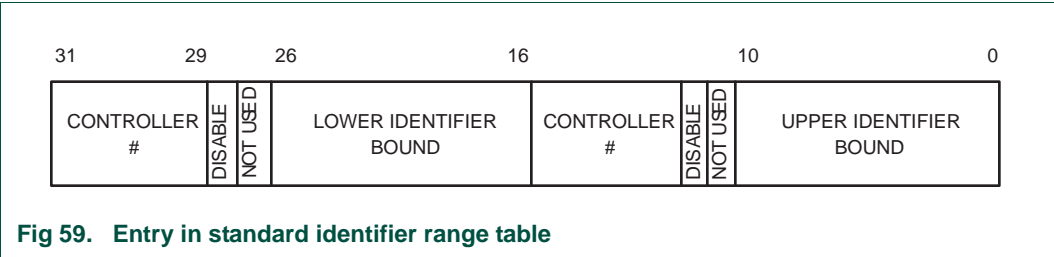 31 29 26 16 10 0
CONTROLLER
#
DISABLE
NOT USED
LOWER IDENTIFIER
BOUND
CONTROLLER
#
DISABLE
NOT USED
UPPER IDENTIFIER
BOUND
Fig 59. Entry in standard identifier range table